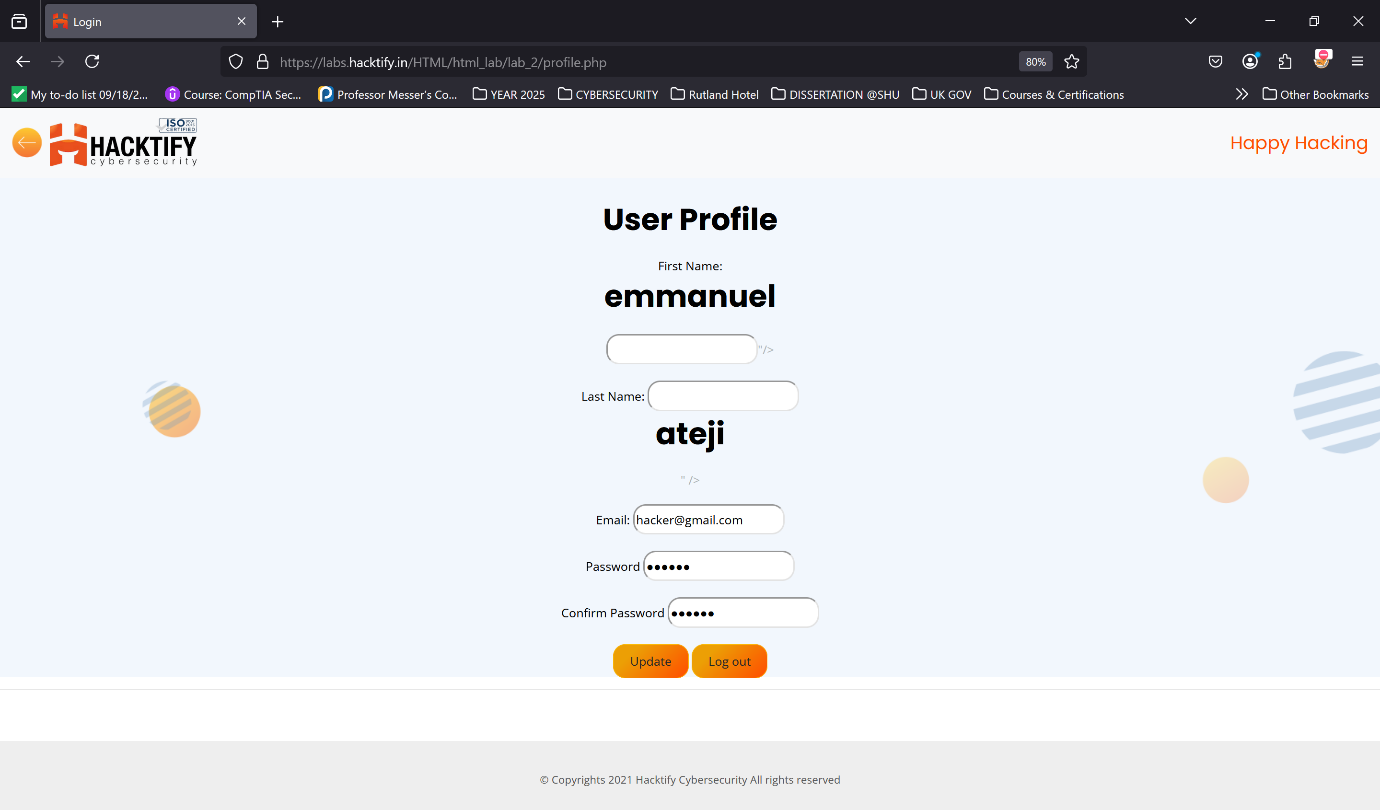 Login
https://labs.hacktify.in/HTML/html_lab/lab_2/profile.php
80%
My to-do list 09/18/2...
Course: CompTIA Sec...
Professor Messer's Co...
YEAR 2025
CYBERSECURITY
Rutland Hotel
DISSERTATION @SHU
UK GOV
Courses & Certifications
Other Bookmarks
ISO
CERTIFIED
HACKTIFY
cybersecurity
Happy Hacking
User Profile
First Name:
emmanuel
"/>
Last Name:
ateji
" />
Email: hacker@gmail.com
Password ••••••
Confirm Password ••••••
Update Log out
© Copyrights 2021 Hacktify Cybersecurity All rights reserved